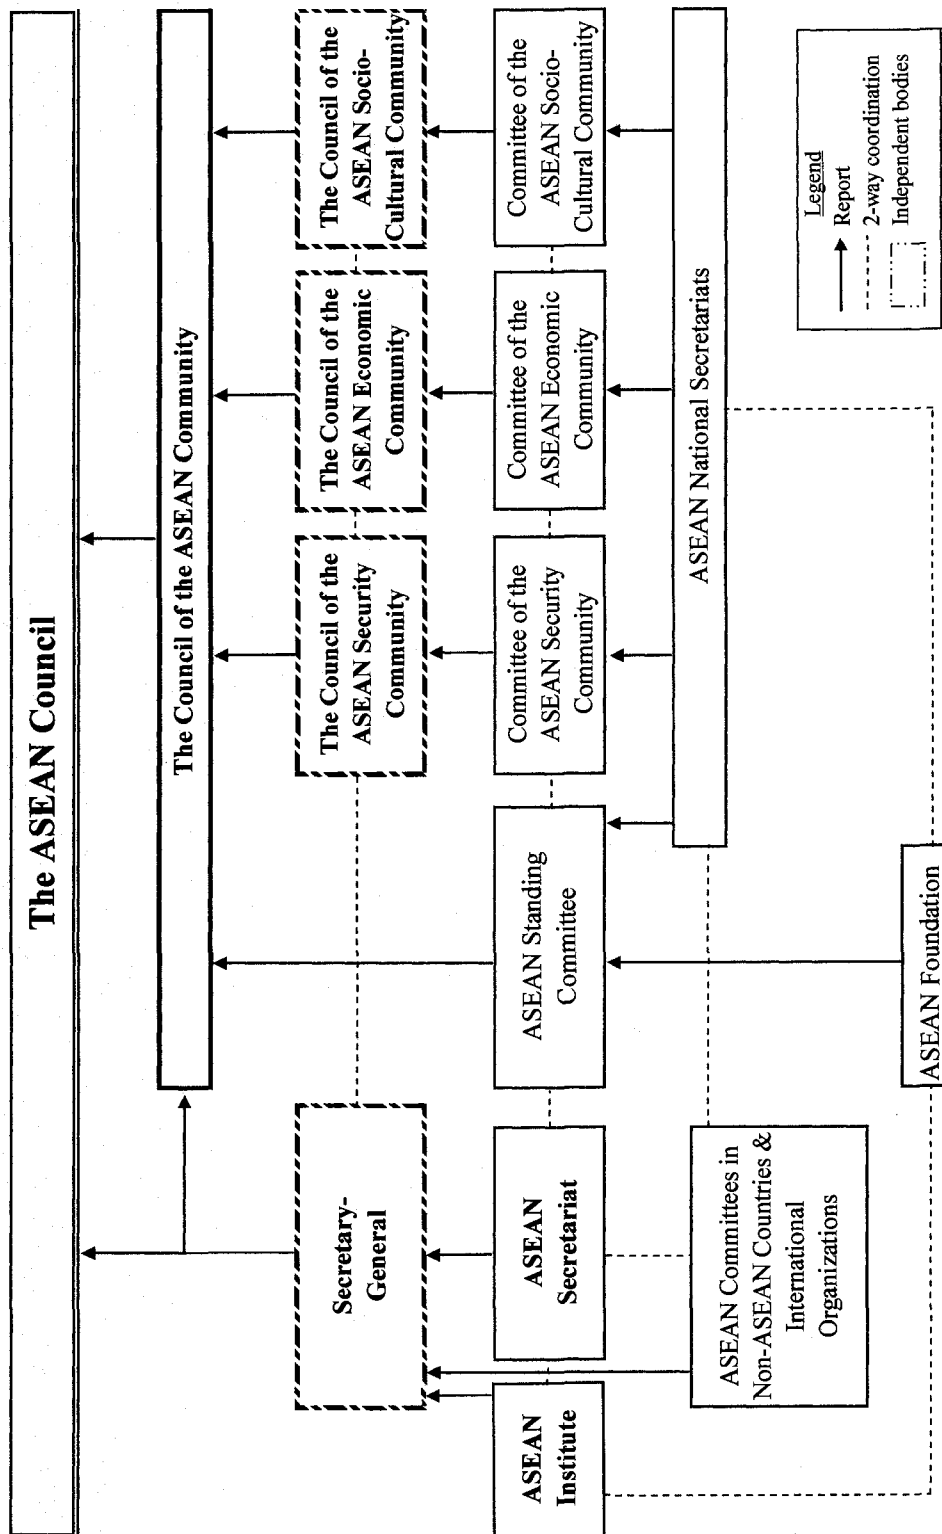 The ASEAN Council
The Council of the ASEAN Community
Secretary-
General
The Council of the
ASEAN Security
Community
The Council of the
ASEAN Economic
Community
The Council of the
ASEAN Socio-
Cultural Community
ASEAN
Institute
ASEAN
Secretariat
ASEAN Standing
Committee
Committee of the
ASEAN Security
Community
Committee of the
ASEAN Economic
Community
Committee of the
ASEAN Socio-
Cultural Community
ASEAN Committees in
Non-ASEAN Countries &
International
Organizations
ASEAN National Secretariats
ASEAN Foundation
Legend
Report
2-way coordination
Independent bodies